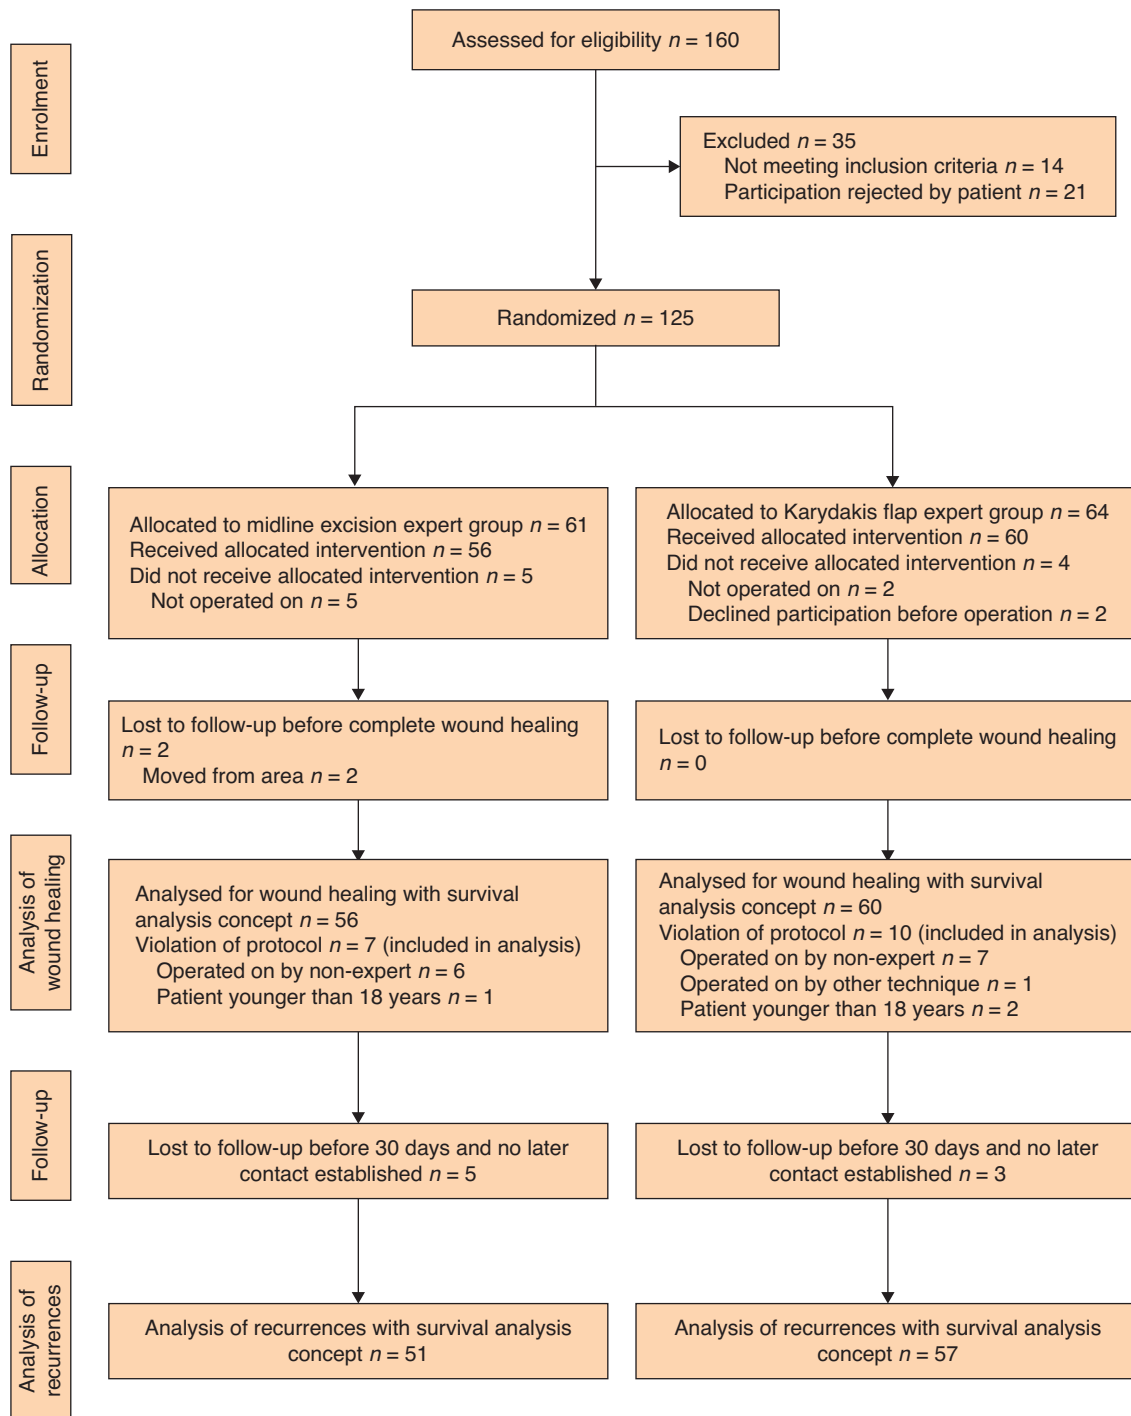 Enrolment
Assessed for eligibility n = 160
Excluded n = 35
Not meeting inclusion criteria n = 14
Participation rejected by patient n = 21
Randomization
Randomized n = 125
Allocation
Allocated to midline excision expert group n = 61
Received allocated intervention n = 56
Did not receive allocated intervention n = 5
Not operated on n = 5
Allocated to Karydakis flap expert group n = 64
Received allocated intervention n = 60
Did not receive allocated intervention n = 4
Not operated on n = 2
Declined participation before operation n = 2
Follow-up
Lost to follow-up before complete wound healing
n = 2
Moved from area n = 2
Lost to follow-up before complete wound healing
n = 0
Analysis of
wound healing
Analysed for wound healing with survival
analysis concept n = 56
Violation of protocol n = 7 (included in analysis)
Operated on by non-expert n = 6
Patient younger than 18 years n = 1
Analysed for wound healing with survival
analysis concept n = 60
Violation of protocol n = 10 (included in analysis)
Operated on by non-expert n = 7
Operated on by other technique n = 1
Patient younger than 18 years n = 2
Follow-up
Lost to follow-up before 30 days and no later
contact established n = 5
Lost to follow-up before 30 days and no later
contact established n = 3
Analysis of
recurrences
Analysis of recurrences with survival analysis
concept n = 51
Analysis of recurrences with survival analysis
concept n = 57